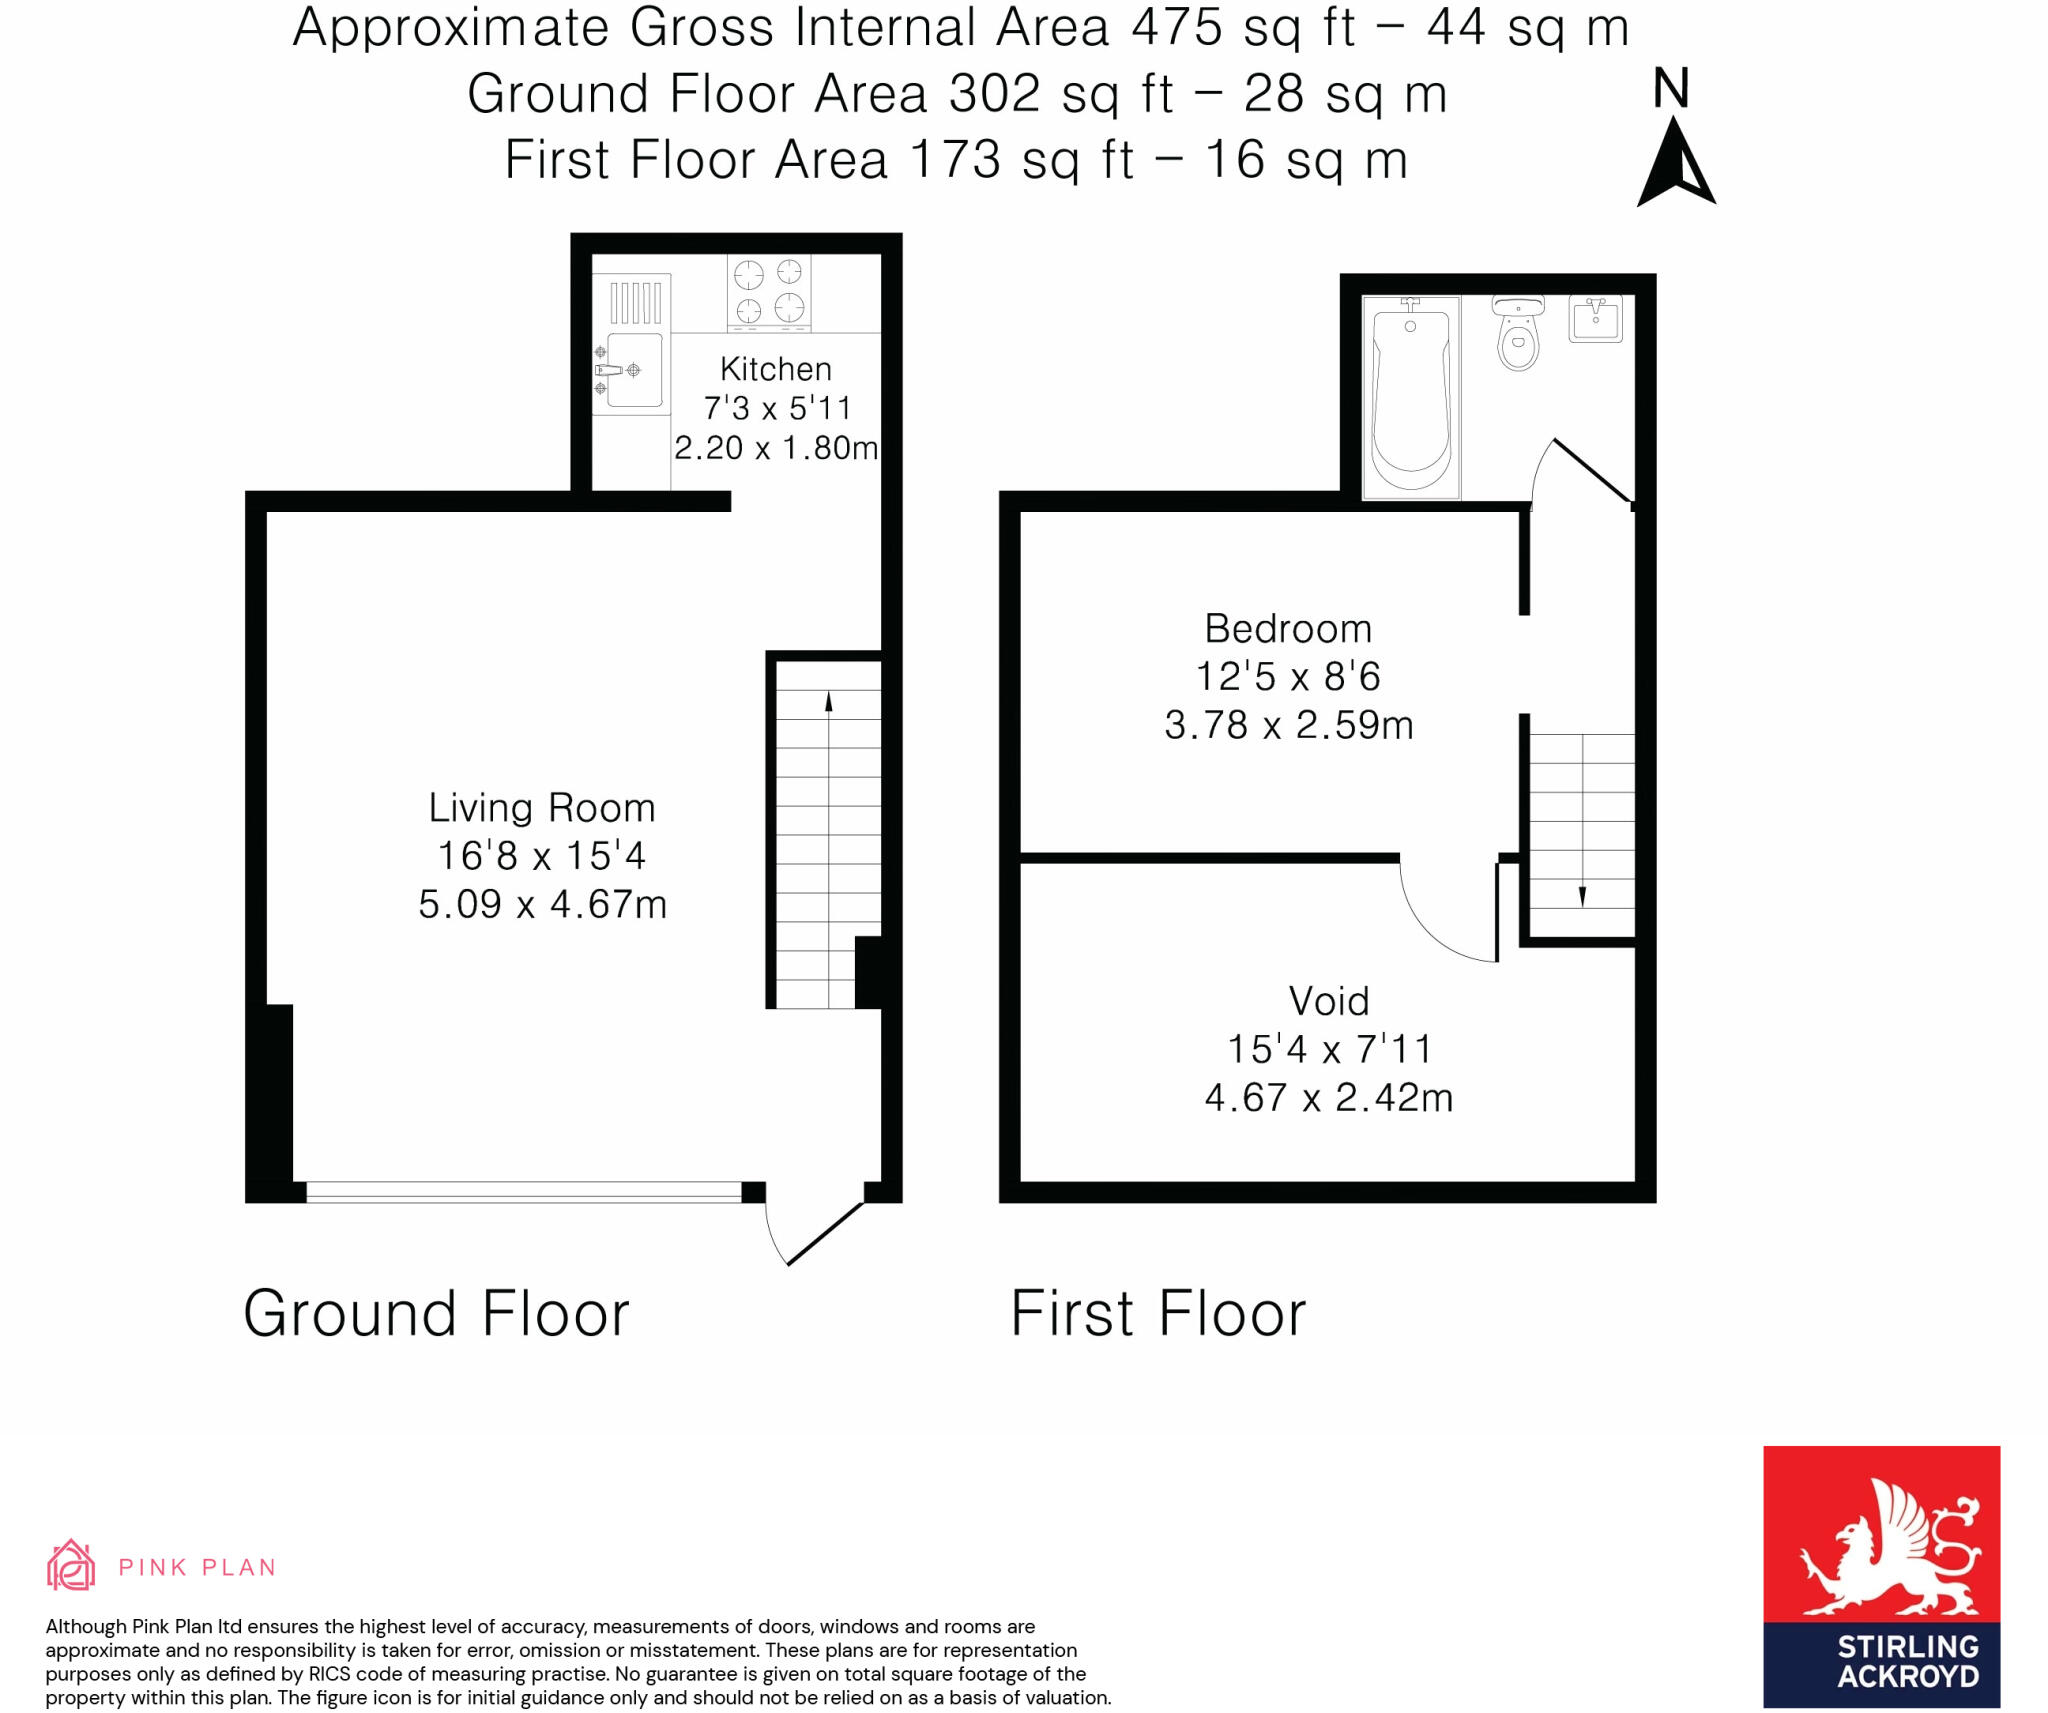 Approximate Gross Internal Area 475 sq ft – 44 sq m
Ground Floor Area 302 sq ft – 28 sq m
First Floor Area 173 sq ft – 16 sq m
N
Kitchen
7'3 x 5'11
2.20 x 1.80m
Living Room
16'8 x 15'4
5.09 x 4.67m
Bedroom
12'5 x 8'6
3.78 x 2.59m
Void
15'4 x 7'11
4.67 x 2.42m
Ground Floor
First Floor
PINK PLAN
Although Pink Plan ltd ensures the highest level of accuracy, measurements of doors, windows and rooms are
approximate and no responsibility is taken for error, omission or misstatement. These plans are for representation
purposes only as defined by RICS code of measuring practise. No guarantee is given on total square footage of the
property within this plan. The figure icon is for initial guidance only and should not be relied on as a basis of valuation.
STIRLING
ACKROYD